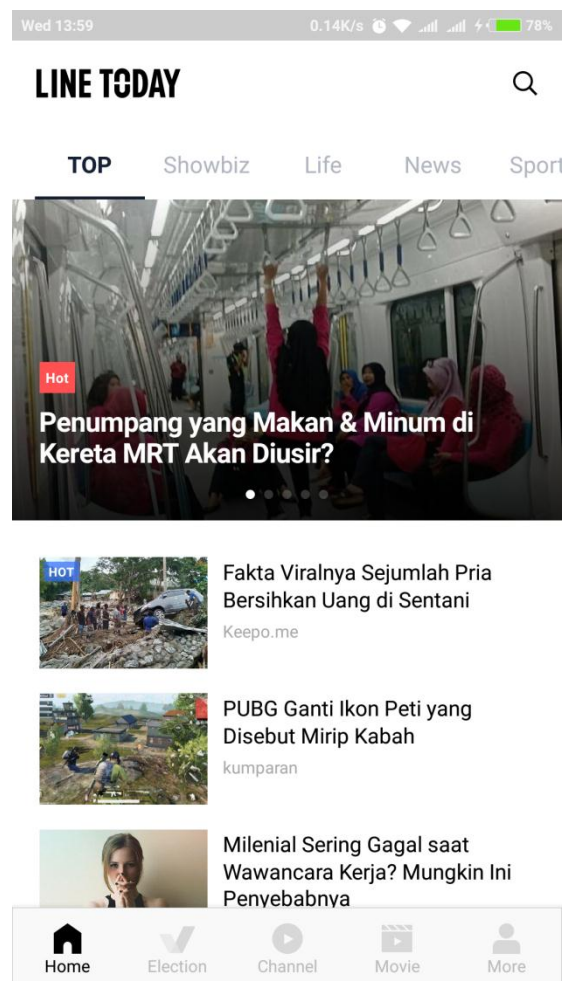 Wed 13:59
0.14K/s
78%
LINE TODAY
TOP
Showbiz
Life
News
Sport
Hot
Penumpang yang Makan & Minum di
Kereta MRT Akan Diusir?
HOT
Fakta Viralnya Sejumlah Pria
Bersihkan Uang di Sentani
Keepo.me
PUBG Ganti Ikon Peti yang
Disebut Mirip Kabah
kumparan
Milenial Sering Gagal saat
Wawancara Kerja? Mungkin Ini
Penyebabnya
Home
Election
Channel
Movie
More